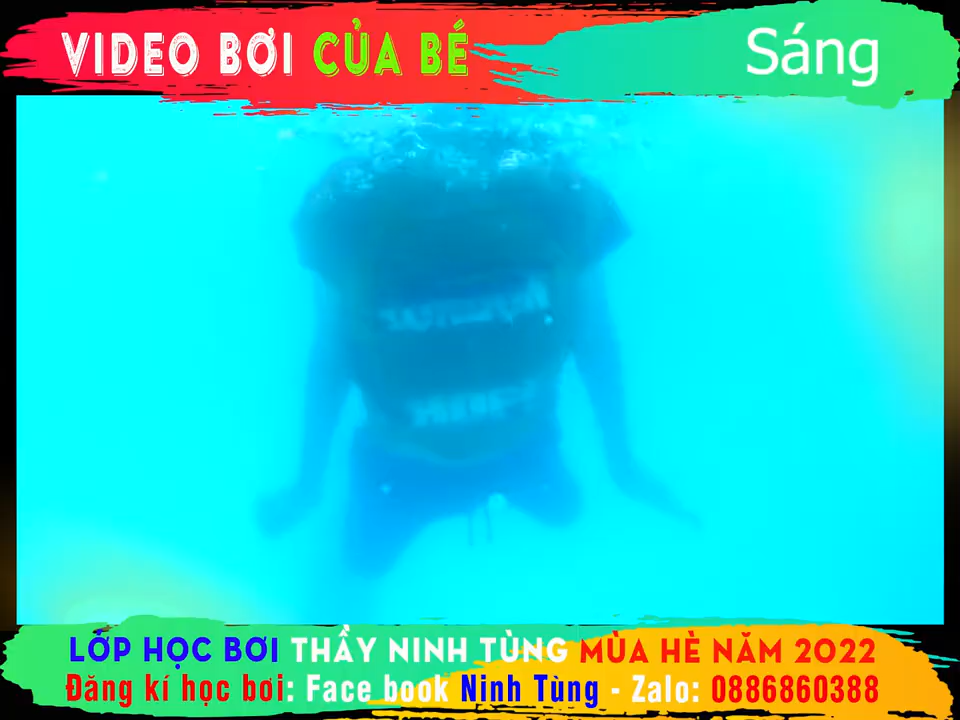 VIDEO BƠI CỦA BÉ
Sáng
LỚP HỌC BƠI THẦY NINH TÙNG MÙA HÈ NĂM 2022
Đăng kí học bơi: Face book Ninh Tùng - Zalo: 0886860388